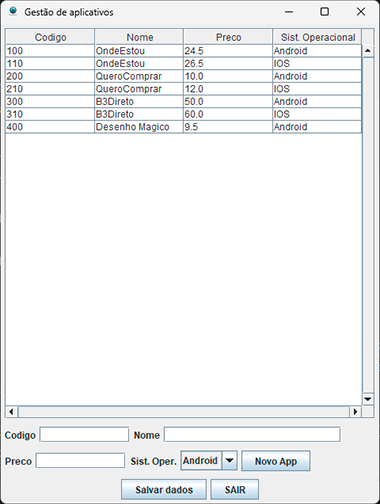 Gestão de aplicativos
Codigo Nome Preco Sist. Operacional
100 OndeEstou 24.5 Android
110 OndeEstou 26.5 IOS
200 QueroComprar 10.0 Android
210 QueroComprar 12.0 IOS
300 B3Direto 50.0 Android
310 B3Direto 60.0 IOS
400 Desenho Magico 9.5 Android
Codigo Nome
Preco Sist. Oper. Android Novo App
Salvar dados SAIR